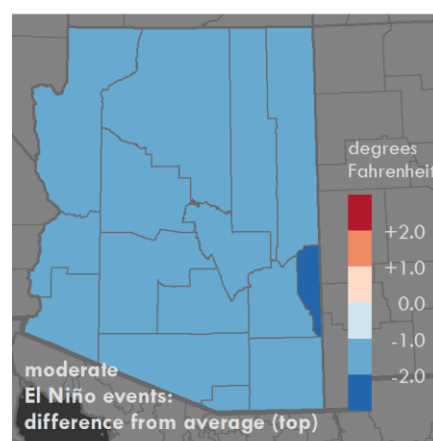 degrees
Fahrenheit
+2.0
+1.0
0.0
-1.0
-2.0
moderate
El Niño events:
difference from average (top)